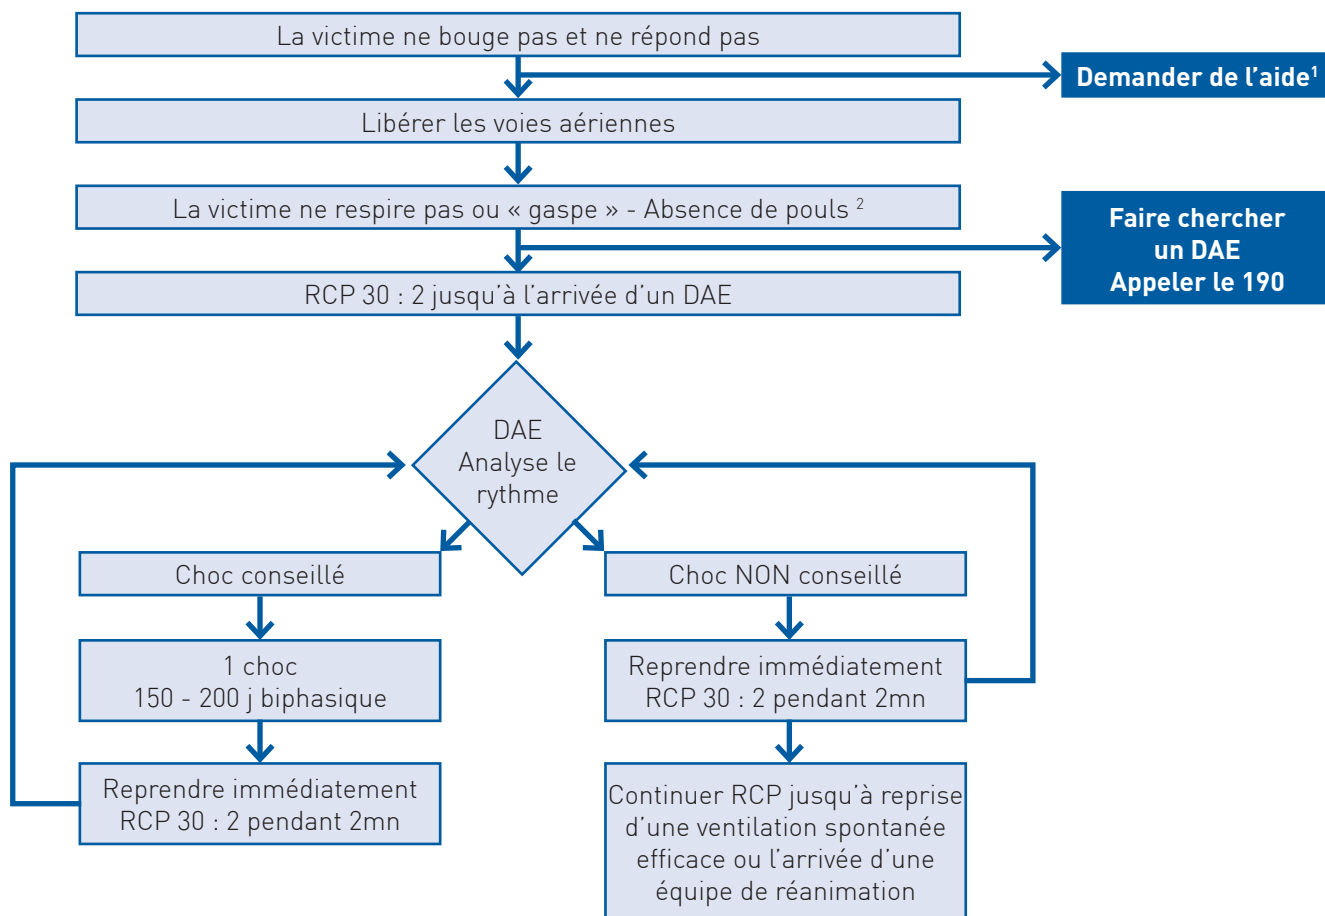 La victime ne bouge pas et ne répond pas
Demander de l’aide¹
Libérer les voies aériennes
La victime ne respire pas ou « gaspe » - Absence de pouls ²
Faire chercher
un DAE
Appeler le 190
RCP 30 : 2 jusqu’à l’arrivée d’un DAE
DAE
Analyse le
rythme
Choc conseillé
Choc NON conseillé
1 choc
150 - 200 j biphasique
Reprendre immédiatement
RCP 30 : 2 pendant 2mn
Reprendre immédiatement
RCP 30 : 2 pendant 2mn
Continuer RCP jusqu’à reprise
d’une ventilation spontanée
efficace ou l’arrivée d’une
équipe de réanimation